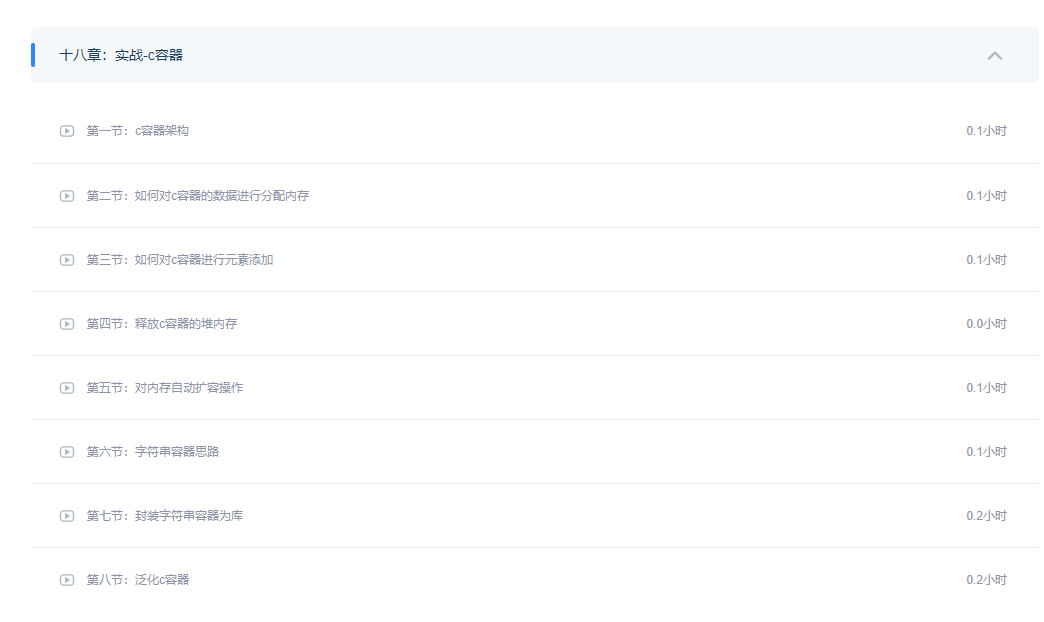 十八章：实战-c容器
第一节：c容器架构 0.1小时
第二节：如何对c容器的数据进行分配内存 0.1小时
第三节：如何对c容器进行元素添加 0.1小时
第四节：释放c容器的堆内存 0.0小时
第五节：对内存自动扩容操作 0.1小时
第六节：字符串容器思路 0.1小时
第七节：封装字符串容器为库 0.2小时
第八节：泛化c容器 0.2小时